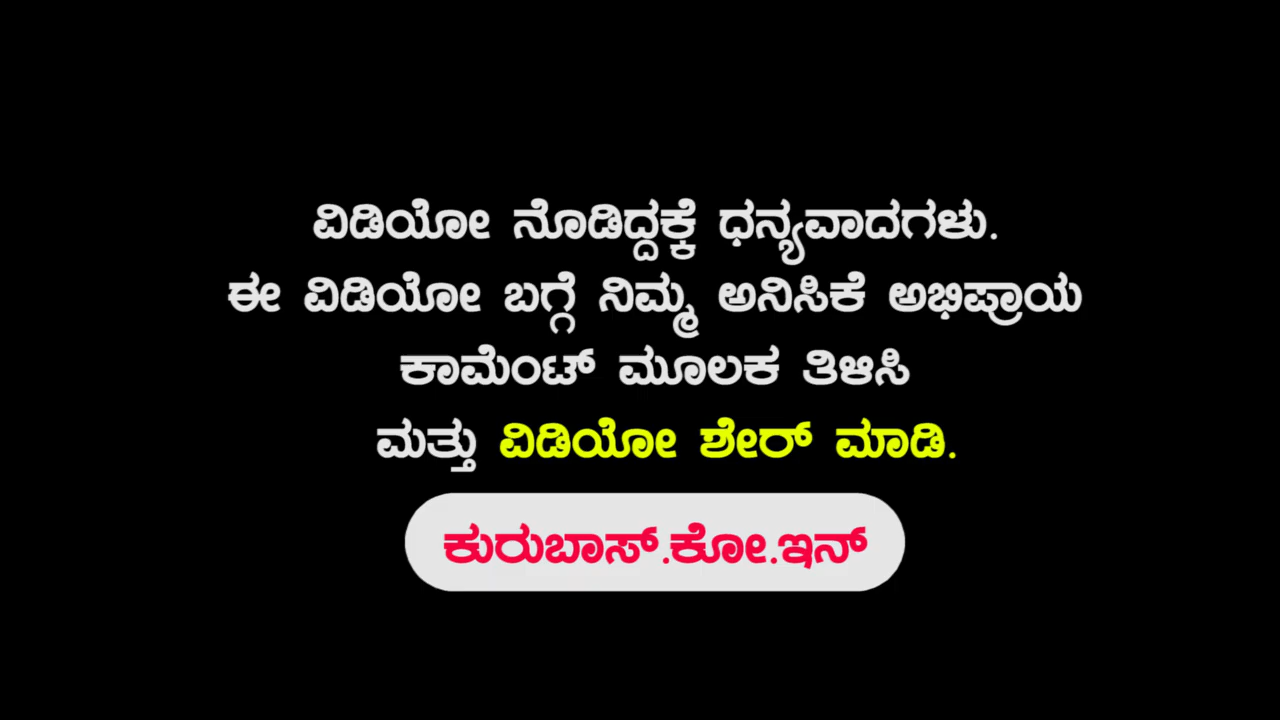 ವಿಡಿಯೋ ನೊಡಿದ್ದಕ್ಕೆ ಧನ್ಯವಾದಗಳು.
ಈ ವಿಡಿಯೋ ಬಗ್ಗೆ ನಿಮ್ಮ ಅನಿಸಿಕೆ ಅಭಿಪ್ರಾಯ
ಕಾಮೆಂಟ್ ಮೂಲಕ ತಿಳಿಸಿ
ಮತ್ತು ವಿಡಿಯೋ ಶೇರ್ ಮಾಡಿ.
ಕುರುಬಾಸ್.ಕೋ.ಇನ್